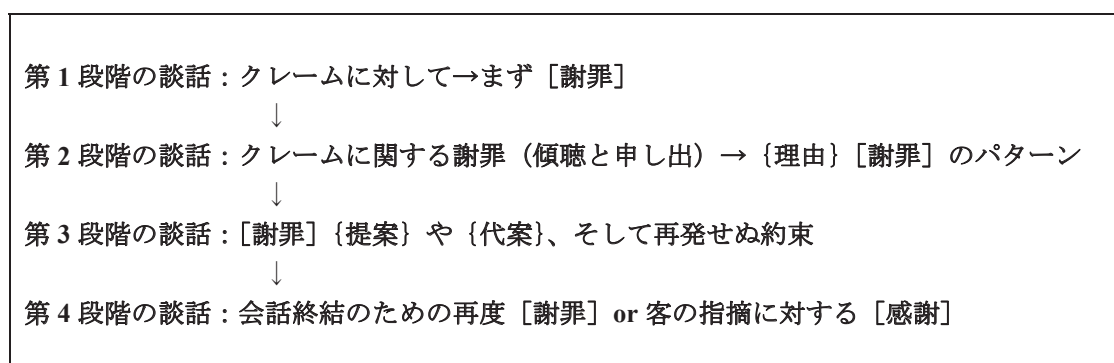 第1段階の談話：クレームに対して→まず［謝罪］
↓
第2段階の談話：クレームに関する謝罪（傾聴と申し出）→｛理由｝［謝罪］のパターン
↓
第3段階の談話：［謝罪］｛提案｝や｛代案｝、そして再発せぬ約束
↓
第4段階の談話：会話終結のための再度［謝罪］or 客の指摘に対する［感謝］